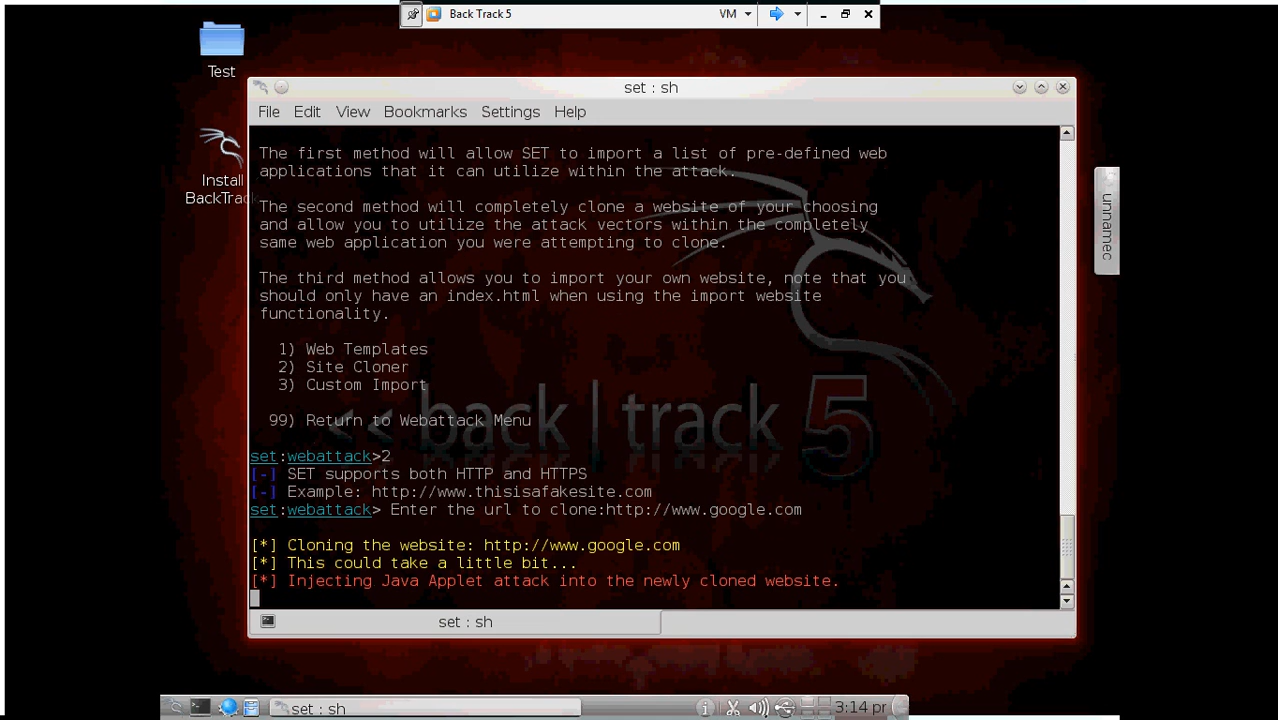 Back Track 5
VM
Test
set : sh
File Edit View Bookmarks Settings Help
The first method will allow SET to import a list of pre-defined web
applications that it can utilize within the attack.
Install
BackTrac
The second method will completely clone a website of your choosing
and allow you to utilize the attack vectors within the completely
same web application you were attempting to clone.
unnamec
The third method allows you to import your own website, note that you
should only have an index.html when using the import website
functionality.
1) Web Templates
2) Site Cloner
3) Custom Import
99) Return to Webattack Menu
<< back | track 5
set:webattack>2
[-] SET supports both HTTP and HTTPS
[-] Example: http://www.thisisafakesite.com
set:webattack> Enter the url to clone:http://www.google.com
[*] Cloning the website: http://www.google.com
[*] This could take a little bit...
[*] Injecting Java Applet attack into the newly cloned website.
set : sh
set : sh
3:14 pr